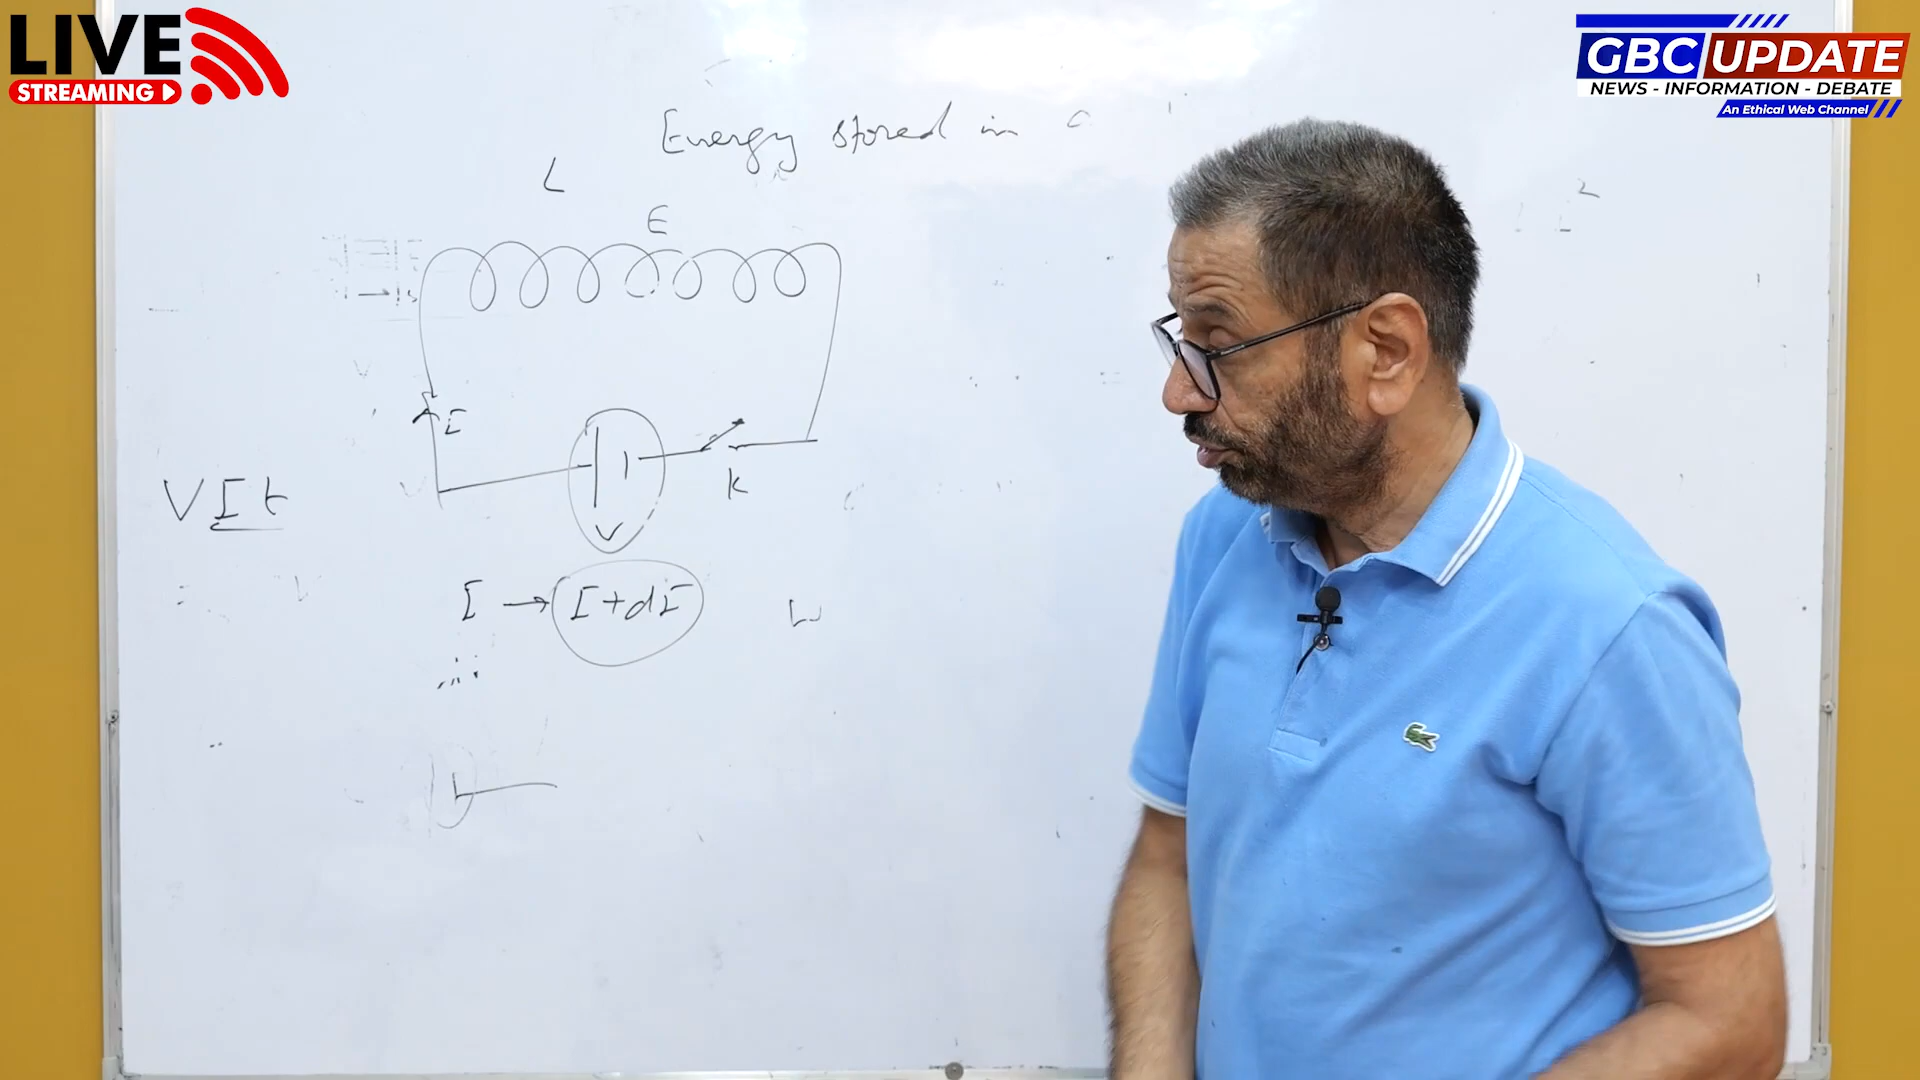 LIVE
STREAMING
GBC UPDATE
NEWS - INFORMATION - DEBATE
An Ethical Web Channel
Energy stored in a
L
E
I
V I t
K
V
I → I + dI